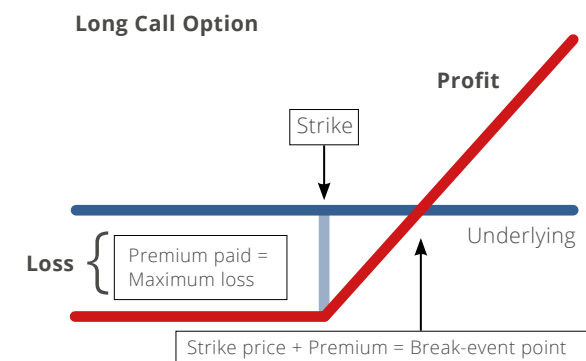 Long Call Option
Profit
Strike
Underlying
Loss
Premium paid =
Maximum loss
Strike price + Premium = Break-event point